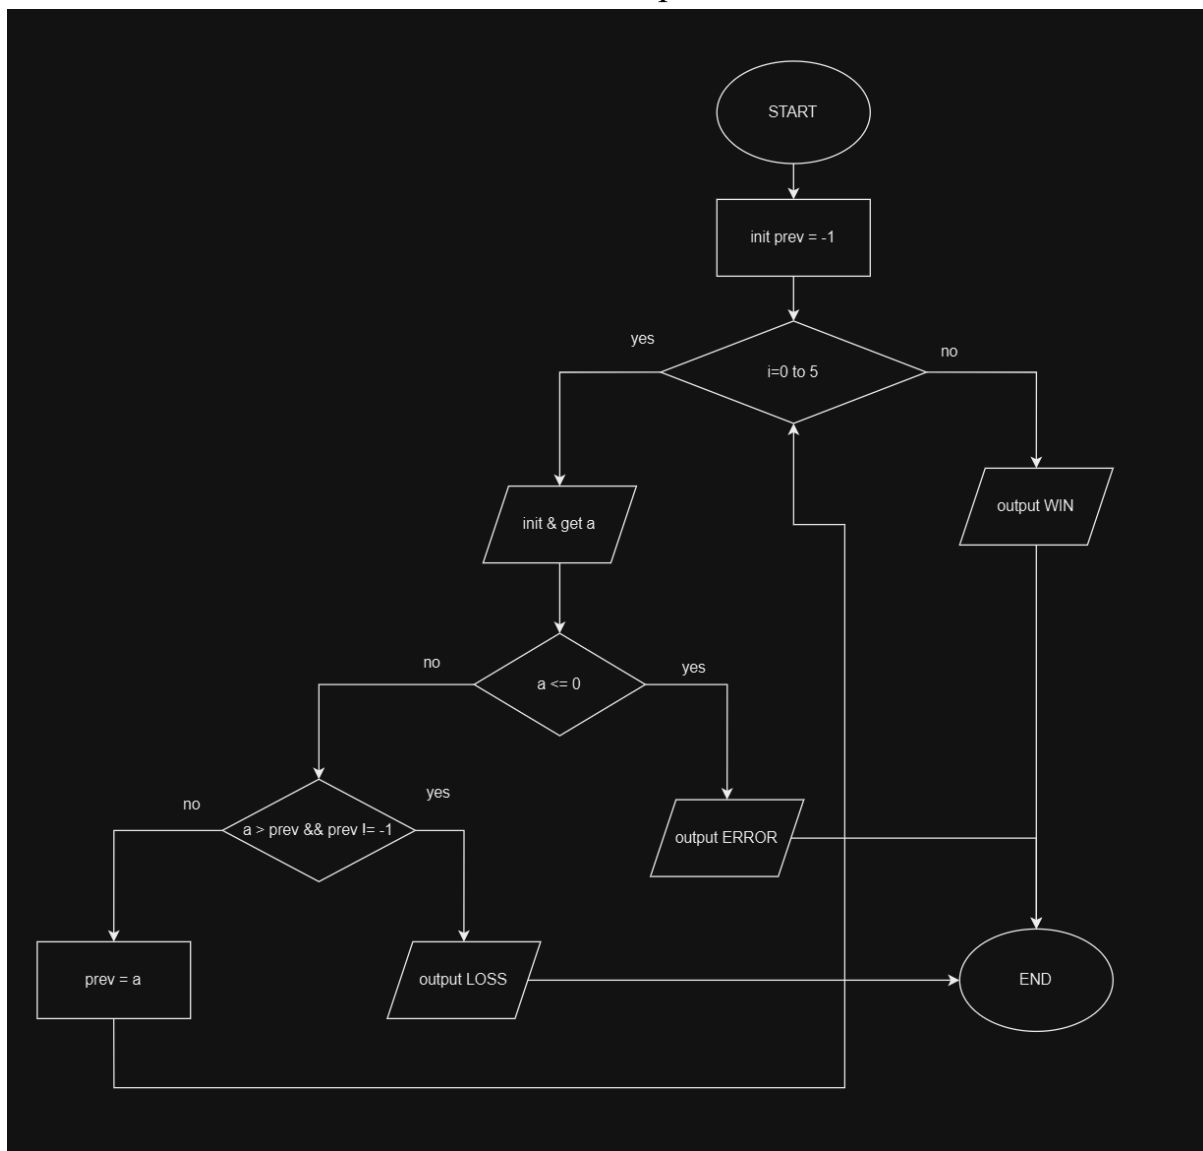 START
init prev = -1
yes
no
i=0 to 5
output WIN
init & get a
no
yes
a <= 0
no
yes
a > prev && prev != -1
output ERROR
prev = a
output LOSS
END